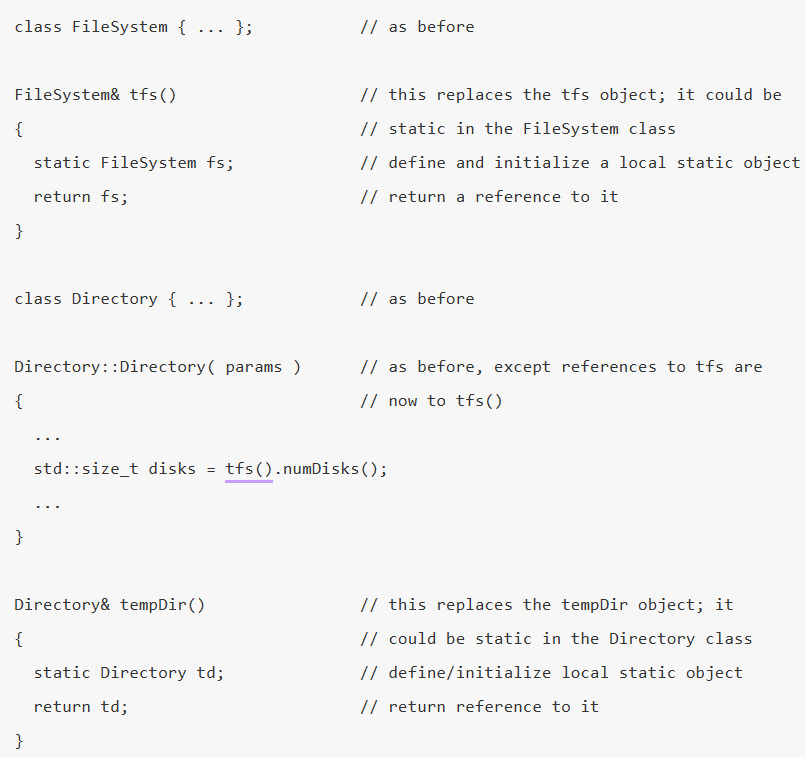 class FileSystem { ... };           // as before
FileSystem& tfs()                   // this replaces the tfs object; it could be
{                                   // static in the FileSystem class
  static FileSystem fs;             // define and initialize a local static object
  return fs;                        // return a reference to it
}
class Directory { ... };            // as before
Directory::Directory( params )      // as before, except references to tfs are
{                                   // now to tfs()
  ...
  std::size_t disks = tfs().numDisks();
  ...
}
Directory& tempDir()                // this replaces the tempDir object; it
{                                   // could be static in the Directory class
  static Directory td;              // define/initialize local static object
  return td;                        // return reference to it
}